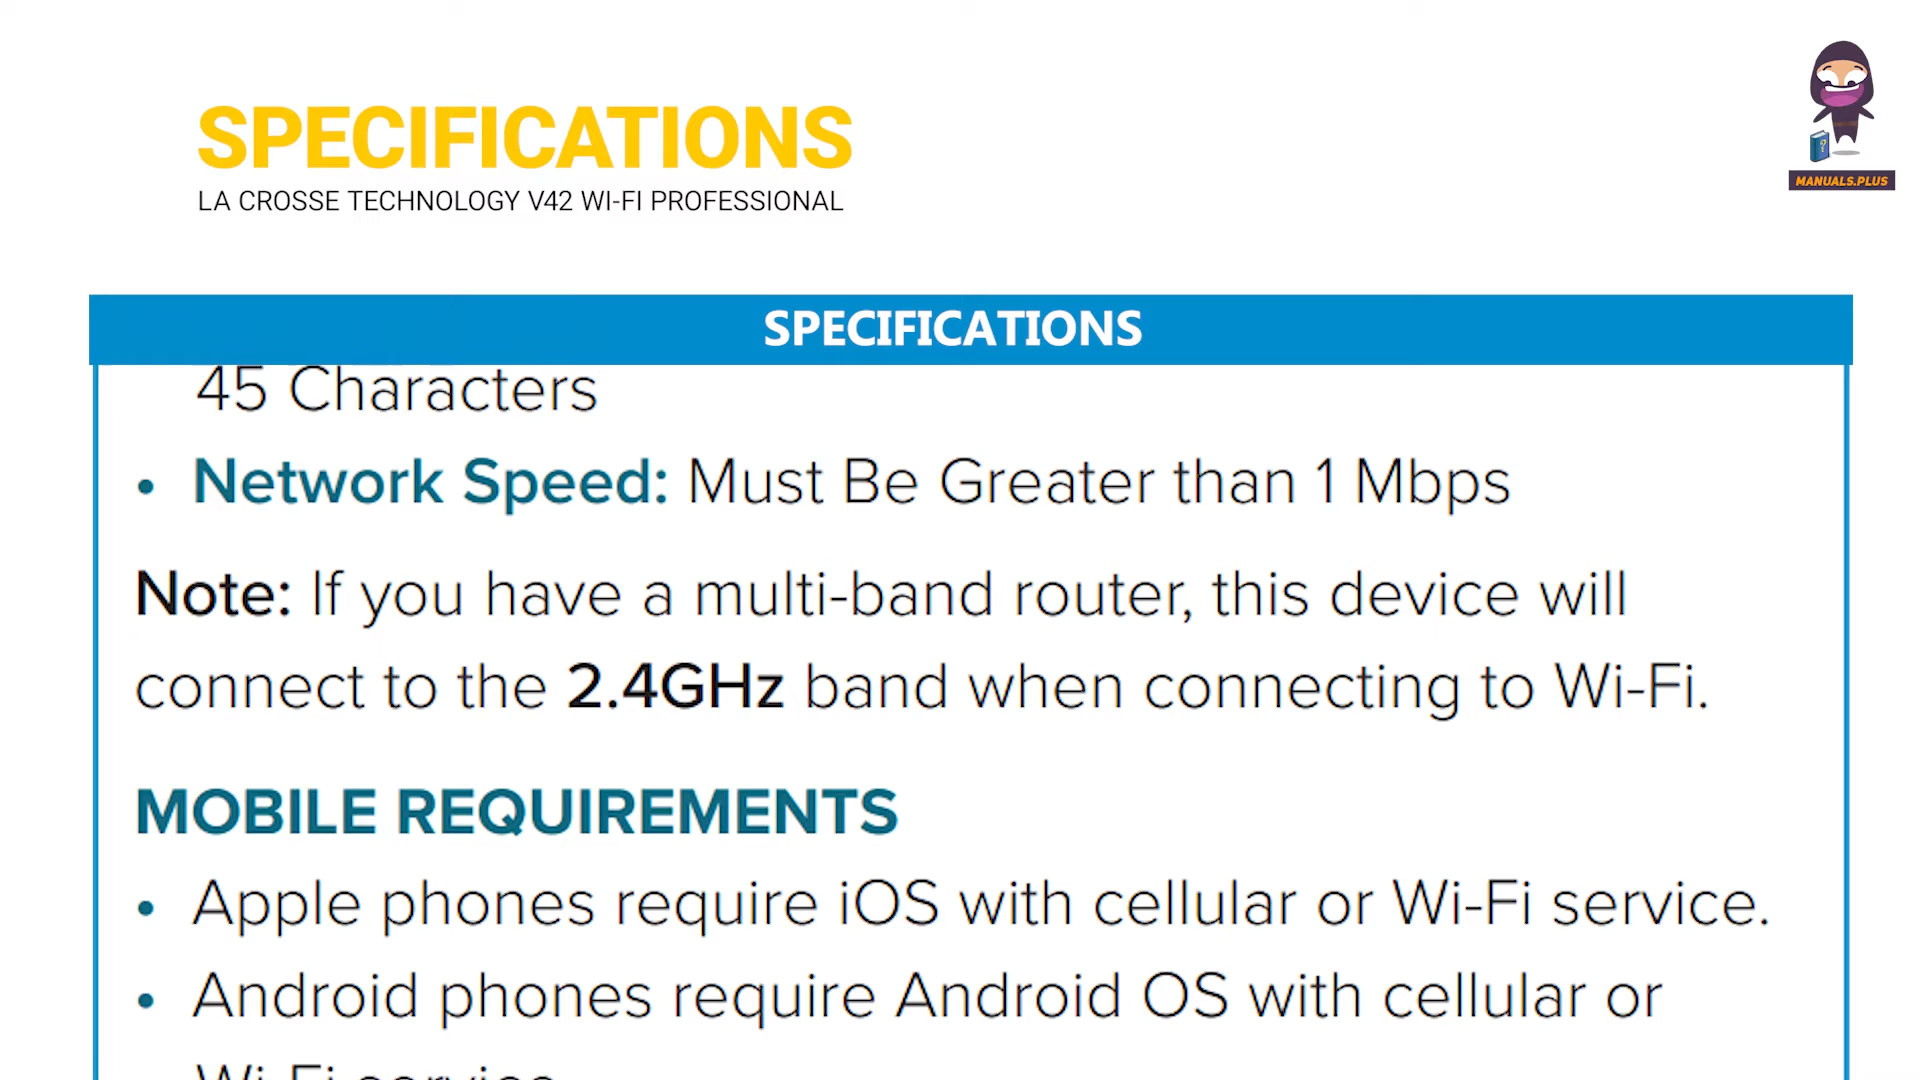 SPECIFICATIONS
LA CROSSE TECHNOLOGY V42 WI-FI PROFESSIONAL
MANUALS.PLUS
SPECIFICATIONS
45 Characters
• Network Speed: Must Be Greater than 1 Mbps
Note: If you have a multi-band router, this device will
connect to the 2.4GHz band when connecting to Wi-Fi.
MOBILE REQUIREMENTS
• Apple phones require iOS with cellular or Wi-Fi service.
• Android phones require Android OS with cellular or
Wi-Fi service